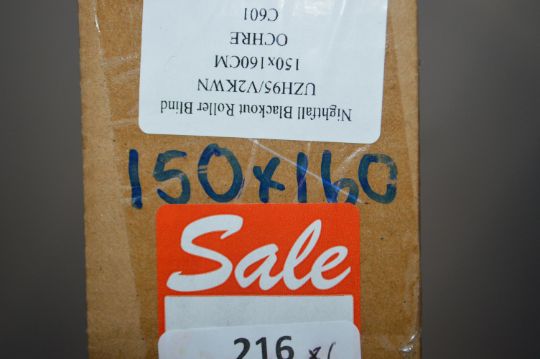 Nightfall Blackout Roller Blind
UZH95/V2KWN
150x160CM
OCHRE
C601
150x160
Sale
216